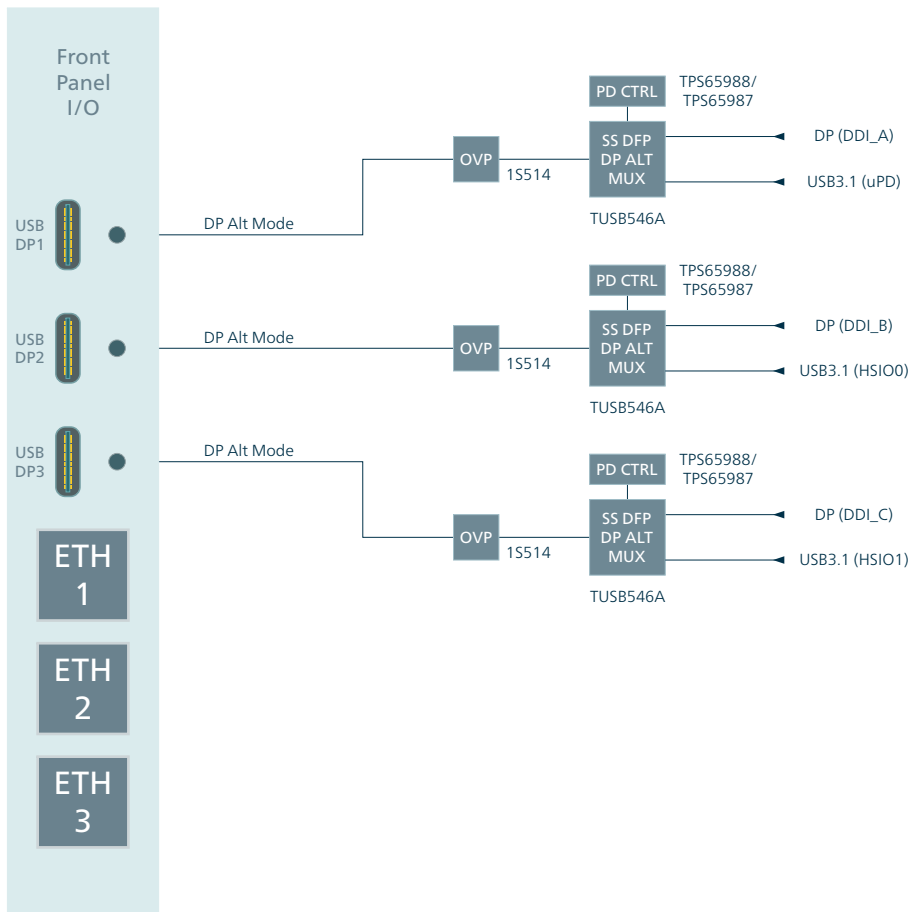 Front
Panel
I/O
PD CTRL
TPS65988/
TPS65987
SS DFP
DP ALT
MUX
DP (DDI_A)
OVP
1S514
USB3.1 (uPD)
TUSB546A
USB
DP1
DP Alt Mode
PD CTRL
TPS65988/
TPS65987
SS DFP
DP ALT
MUX
DP (DDI_B)
USB
DP2
DP Alt Mode
OVP
1S514
USB3.1 (HSIO0)
TUSB546A
USB
DP3
DP Alt Mode
PD CTRL
TPS65988/
TPS65987
SS DFP
DP ALT
MUX
DP (DDI_C)
OVP
1S514
USB3.1 (HSIO1)
TUSB546A
ETH
1
ETH
2
ETH
3